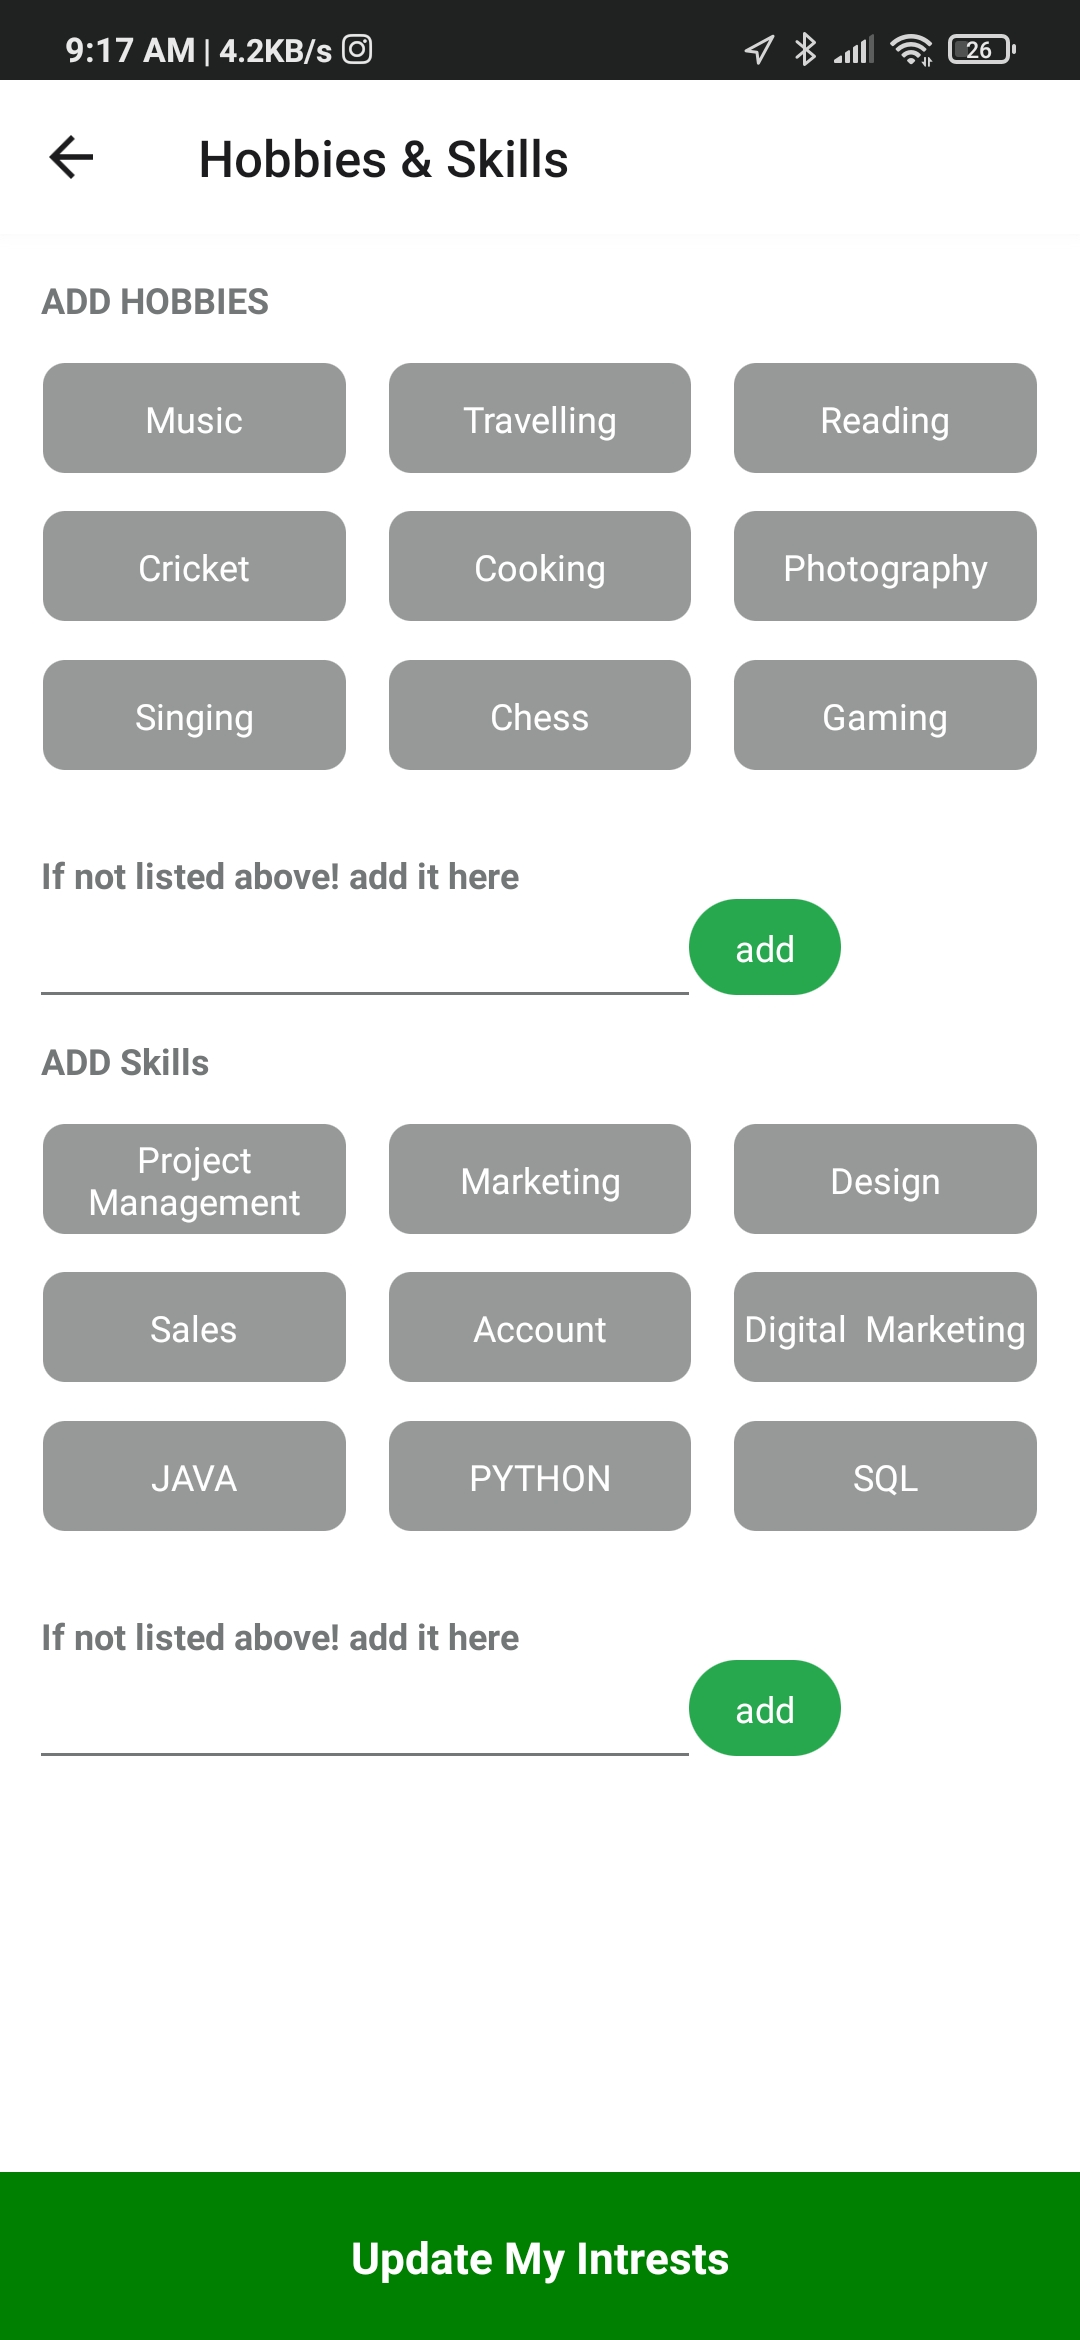 9:17 AM | 4.2KB/s 26
Hobbies & Skills
ADD HOBBIES
Music Travelling Reading
Cricket Cooking Photography
Singing Chess Gaming
If not listed above! add it here
add
ADD Skills
Project
Management Marketing Design
Sales Account Digital  Marketing
JAVA PYTHON SQL
If not listed above! add it here
add
Update My Intrests